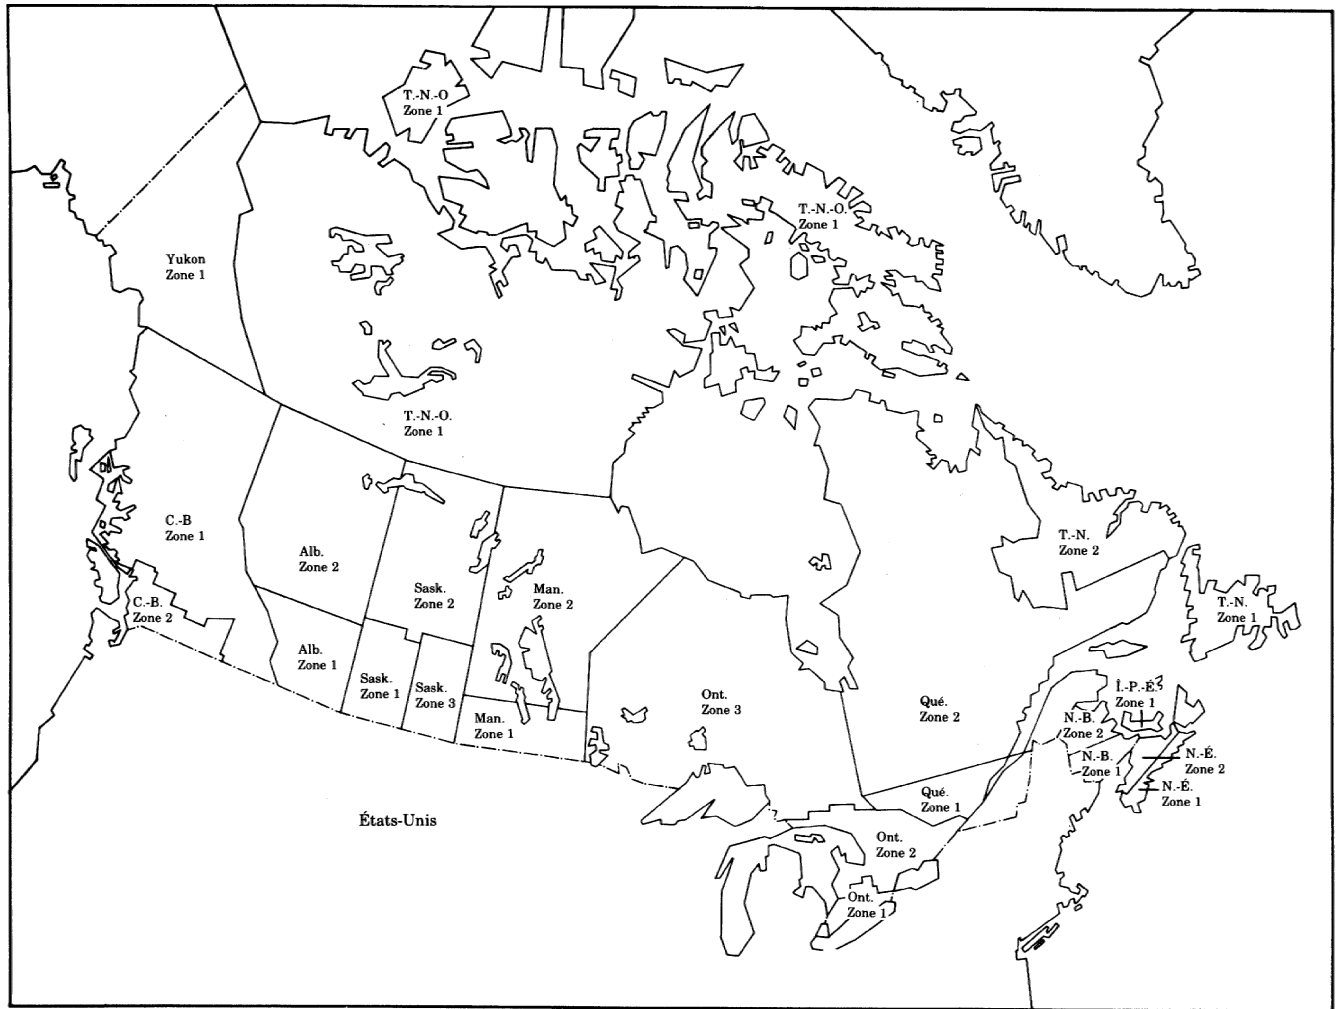 T.-N.-O
Zone 1
T.-N.-O.
Zone 1
Yukon
Zone 1
T.-N.-O.
Zone 1
C.-B
Zone 1
Alb.
Zone 2
T.-N.
Zone 2
Sask.
Zone 2
Man.
Zone 2
C.-B.
Zone 2
T.-N.
Zone 1
Alb.
Zone 1
Sask.
Zone 1
Sask.
Zone 3
Ont.
Zone 3
Qué.
Zone 2
Î.-P.-É.
Zone 1
Man.
Zone 1
N.-B.
Zone 2
N.-B.
Zone 1
N.-É.
Zone 2
N.-É.
Zone 1
Qué.
Zone 1
États-Unis
Ont.
Zone 2
Ont.
Zone 1